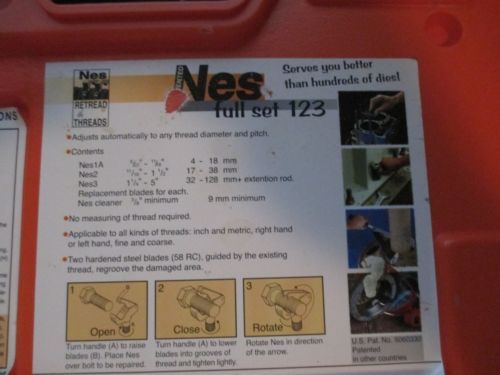 Nes
RETREAD
&
THREADS
Nes
full set 123
Serves you better
than hundreds of dies!
ONS
•Adjusts automatically to any thread diameter and pitch.
•Contents
Nes1A 4 - 18 mm
Nes2 17 - 38 mm
Nes3 1¼" - 5" 32 -128 mm+ extention rod.
Replacement blades for each.
Nes cleaner minimum 9 mm minimum
•No measuring of thread required.
•Applicable to all kinds of threads: inch and metric, right hand
or left hand, fine and coarse.
•Two hardened steel blades (58 RC), guided by the existing
thread, regroove the damaged area.
1 2 3
Open Close Rotate
Turn handle (A) to raise
blades (B). Place Nes
over bolt to be repaired.
Turn handle (A) to lower
blades into grooves of
thread and tighten lightly.
Rotate Nes in direction
of the arrow.
U.S. Pat. No. 5060332
Patented
in other countries